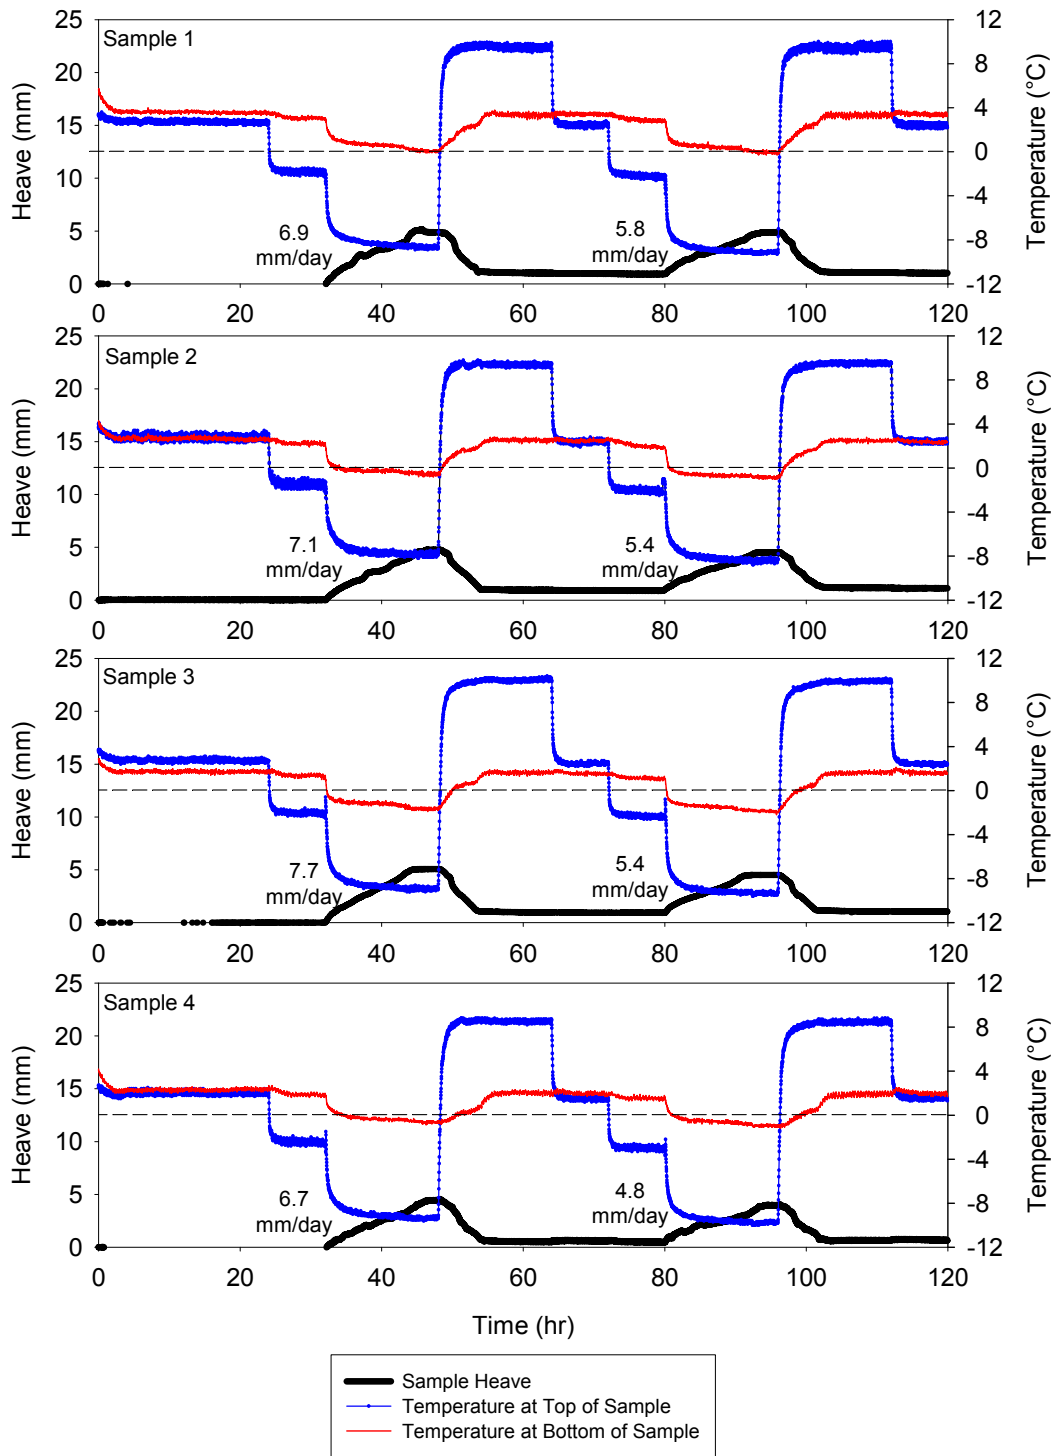 Sample 1
Heave (mm)
Temperature (°C)
25
20
15
10
5
0
12
8
4
0
-4
-8
-12
6.9
mm/day
5.8
mm/day
0 20 40 60 80 100 120
Sample 2
Heave (mm)
Temperature (°C)
25
20
15
10
5
0
12
8
4
0
-4
-8
-12
7.1
mm/day
5.4
mm/day
0 20 40 60 80 100 120
Sample 3
Heave (mm)
Temperature (°C)
25
20
15
10
5
0
12
8
4
0
-4
-8
-12
7.7
mm/day
5.4
mm/day
0 20 40 60 80 100 120
Sample 4
Heave (mm)
Temperature (°C)
25
20
15
10
5
0
12
8
4
0
-4
-8
-12
6.7
mm/day
4.8
mm/day
0 20 40 60 80 100 120
Time (hr)
Sample Heave
Temperature at Top of Sample
Temperature at Bottom of Sample